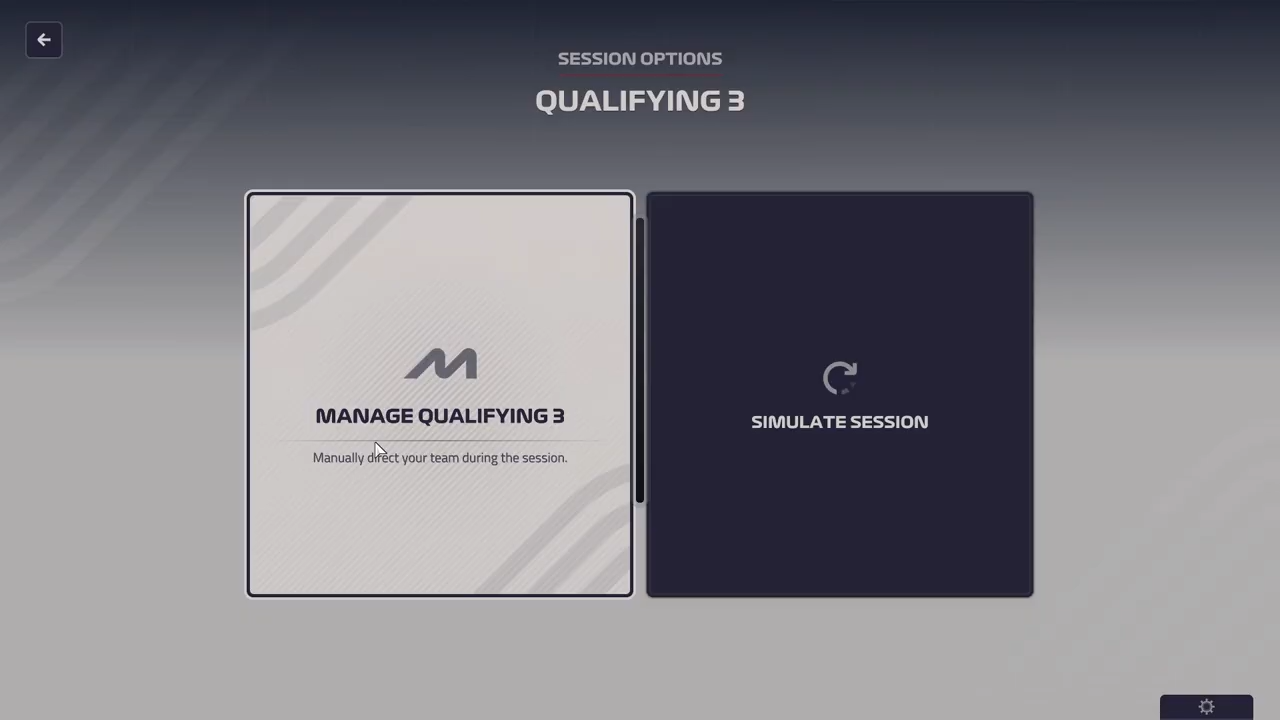 SESSION OPTIONS
QUALIFYING 3
MANAGE QUALIFYING 3
Manually direct your team during the session.
SIMULATE SESSION